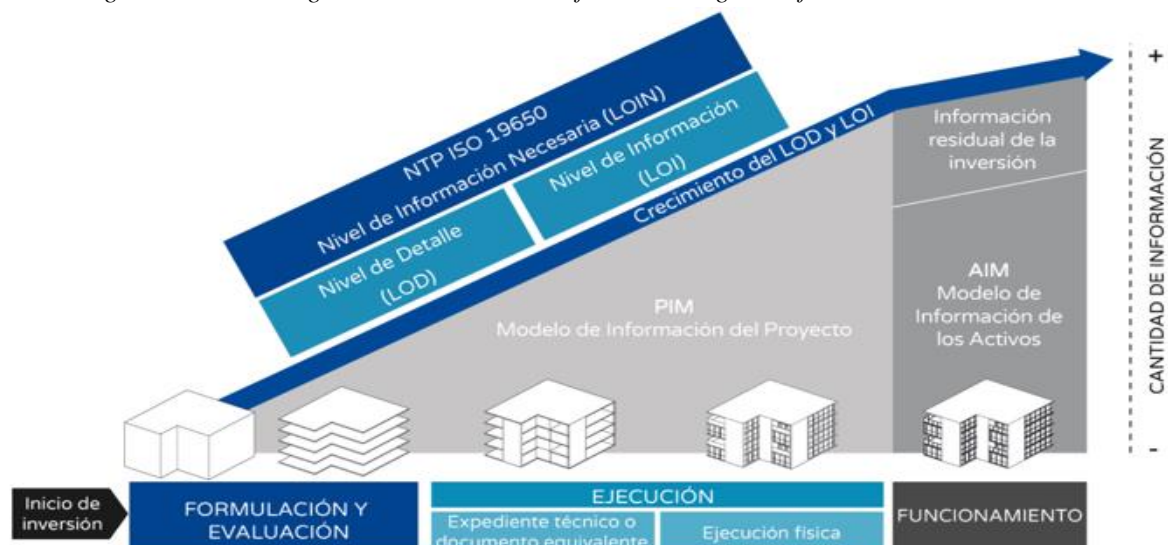 NTP ISO 19650
Nivel de Información Necesaria (LOIN)
Nivel de Detalle
(LOD)
Nivel de Información
(LOI)
Crecimiento del LOD y LOI
Información
residual de la
inversión
PIM
Modelo de Información del Proyecto
AIM
Modelo de
Información de
los Activos
+
CANTIDAD DE INFORMACIÓN
-
Inicio de
inversión
FORMULACIÓN Y
EVALUACIÓN
EJECUCIÓN
Expediente técnico o
documento equivalente
Ejecución física
FUNCIONAMIENTO